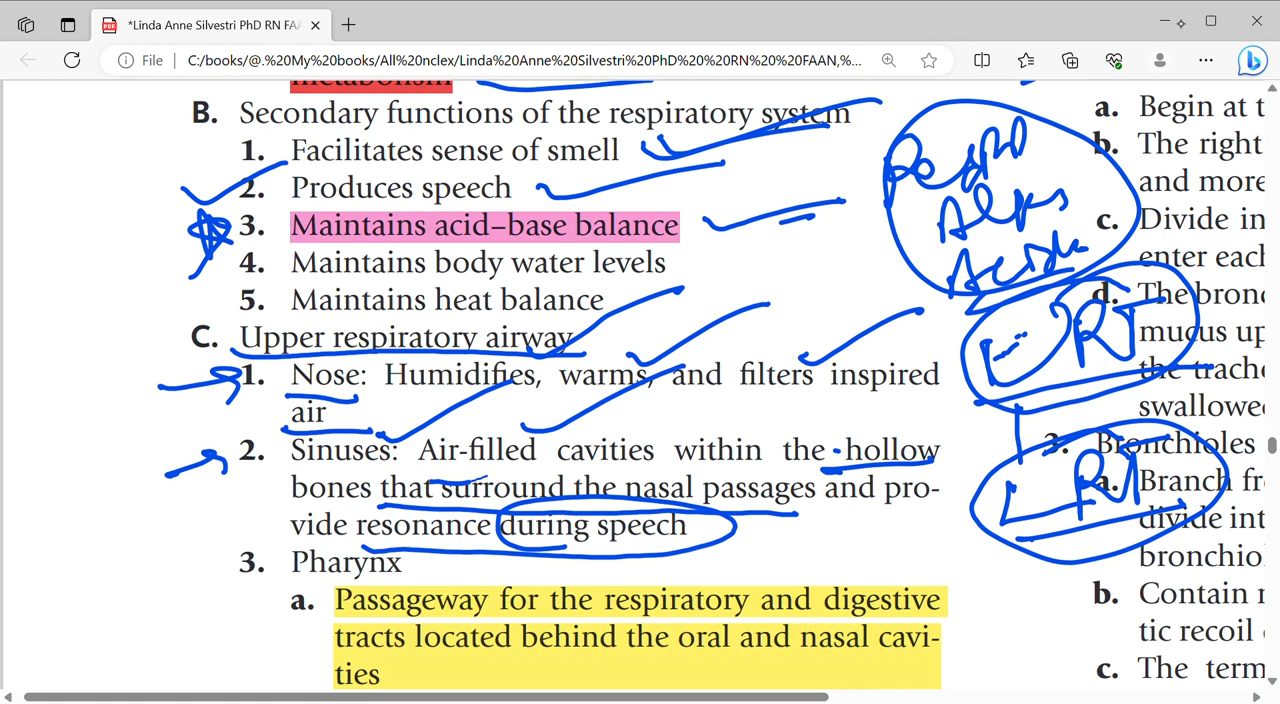 *Linda Anne Silvestri PhD RN FAA
File C:/books/@.%20My%20books/All%20nclex/Linda%20Anne%20Silvestri%20PhD%20%20RN%20%20FAAN,%...
metabolism
B. Secondary functions of the respiratory system
1. Facilitates sense of smell
2. Produces speech
3. Maintains acid–base balance
4. Maintains body water levels
5. Maintains heat balance
C. Upper respiratory airway
1. Nose: Humidifies, warms, and filters inspired
air
2. Sinuses: Air-filled cavities within the hollow
bones that surround the nasal passages and pro-
vide resonance during speech
3. Pharynx
a. Passageway for the respiratory and digestive
tracts located behind the oral and nasal cavi-
ties
RT
RT
a. Begin at t
b. The right
and more
c. Divide in
enter each
d. The bronc
mucus up
the trache
swallowe
3. Bronchioles
a. Branch fr
divide int
bronchiol
b. Contain
tic recoil
c. The term